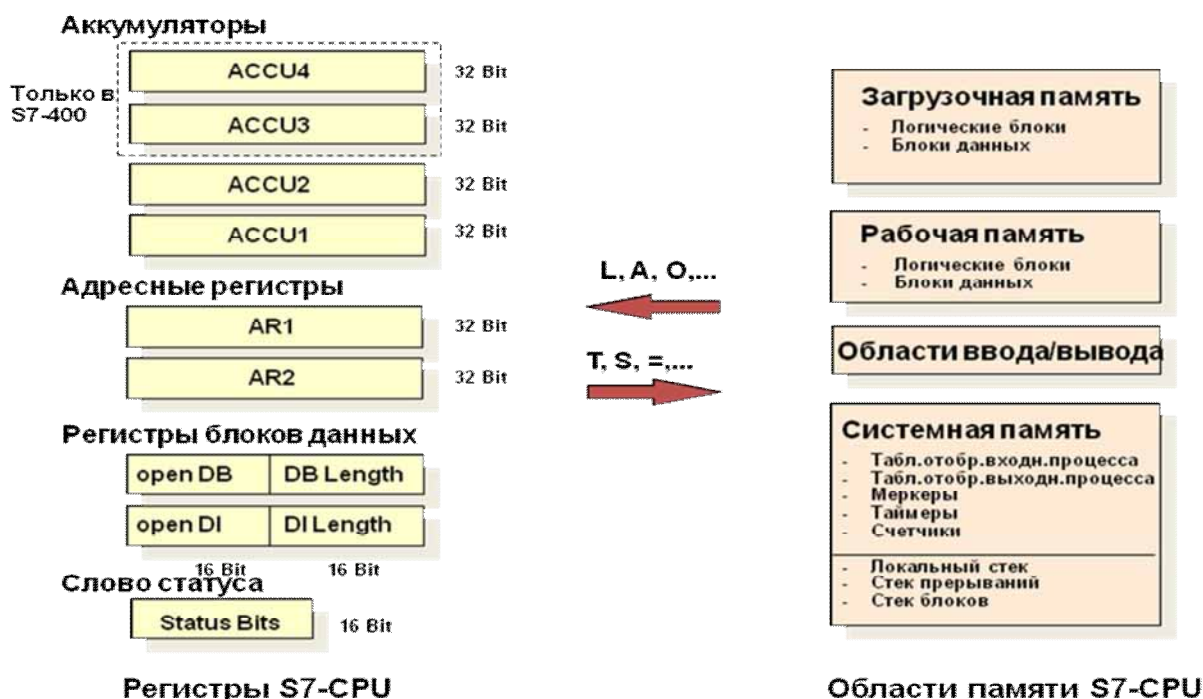 Аккумуляторы
Только в
S7-400
ACCU4
32 Bit
ACCU3
32 Bit
ACCU2
32 Bit
ACCU1
32 Bit
Адресные регистры
AR1
32 Bit
AR2
32 Bit
Регистры блоков данных
open DB
DB Length
open DI
DI Length
16 Bit
16 Bit
Слово статуса
Status Bits
16 Bit
Регистры S7-CPU
L, A, O,...
T, S, =,...
Загрузочная память
- Логические блоки
- Блоки данных
Рабочая память
- Логические блоки
- Блоки данных
Области ввода/вывода
Системная память
- Табл.отобр.входн.процесса
- Табл.отобр.выходн.процесса
- Меркеры
- Таймеры
- Счетчики
- Локальный стек
- Стек прерываний
- Стек блоков
Области памяти S7-CPU